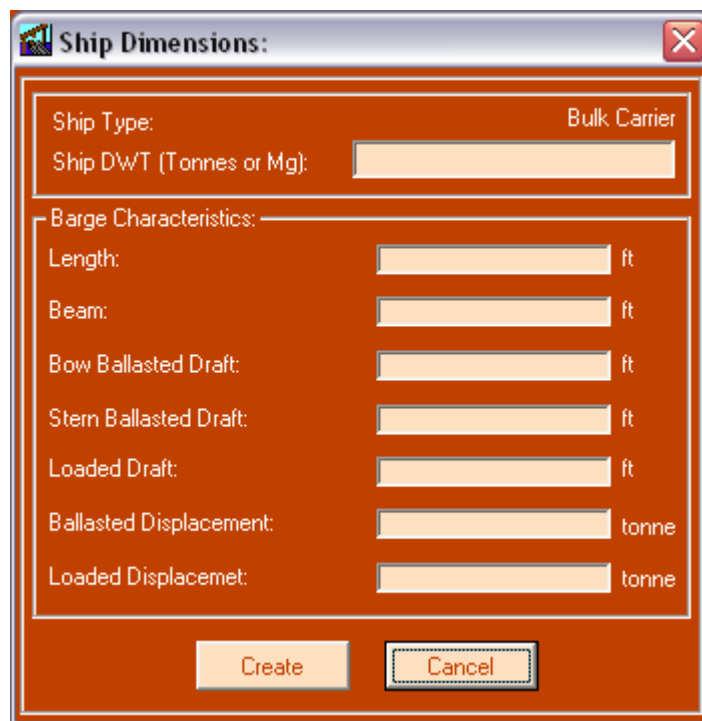 Ship Dimensions:
Ship Type: Bulk Carrier
Ship DWT (Tonnes or Mg):
Barge Characteristics:
Length: ft
Beam: ft
Bow Ballasted Draft: ft
Stern Ballasted Draft: ft
Loaded Draft: ft
Ballasted Displacement: tonne
Loaded Displacemet: tonne
Create Cancel